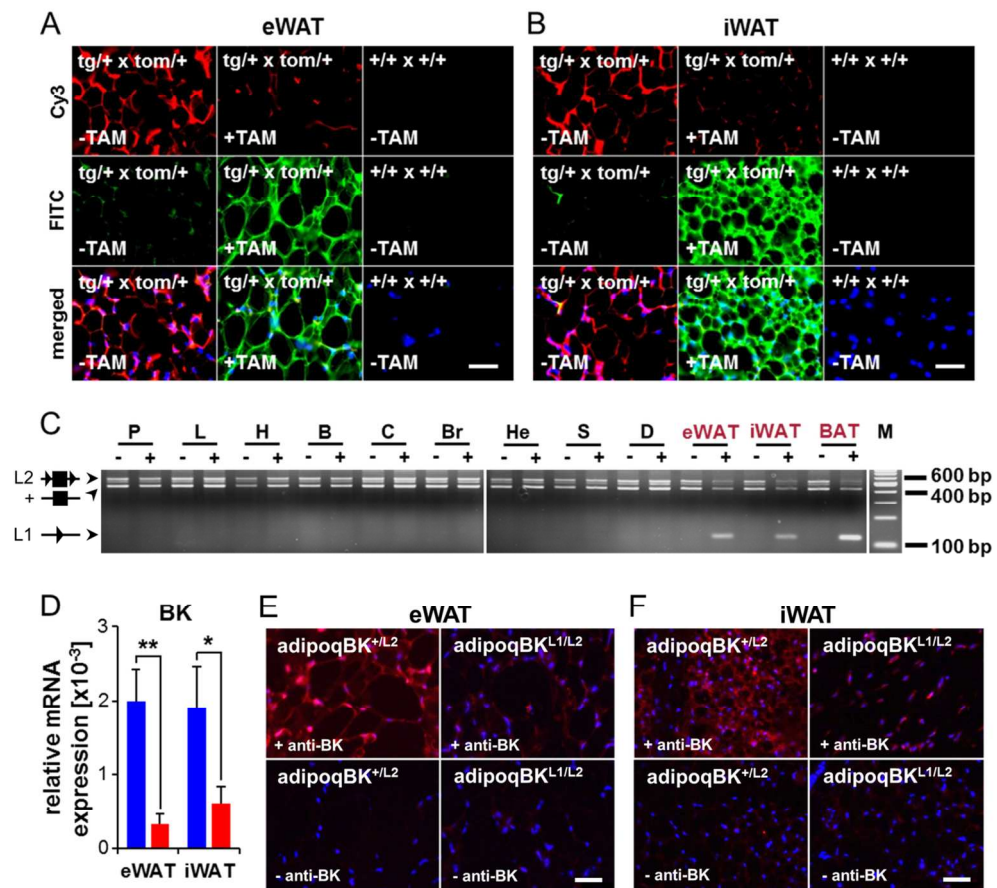 A
eWAT
Cy3
tg/+ x tom/+
tg/+ x tom/+
+/+ x +/+
-TAM
+TAM
-TAM
FITC
tg/+ x tom/+
tg/+ x tom/+
+/+ x +/+
-TAM
+TAM
-TAM
merged
tg/+ x tom/+
tg/+ x tom/+
+/+ x +/+
-TAM
+TAM
-TAM
B
iWAT
tg/+ x tom/+
tg/+ x tom/+
+/+ x +/+
-TAM
+TAM
-TAM
tg/+ x tom/+
tg/+ x tom/+
+/+ x +/+
-TAM
+TAM
-TAM
tg/+ x tom/+
tg/+ x tom/+
+/+ x +/+
-TAM
+TAM
-TAM
C
P L H B C Br He S D eWAT iWAT BAT M
- + - + - + - + - + - + - + - + - + - + - + - +
L2
+
L1
600 bp
400 bp
100 bp
D
BK
relative mRNA
expression [x10⁻³]
3
2
1
0
**
*
eWAT iWAT
E
eWAT
adipoqBK+/L2
adipoqBKL1/L2
+ anti-BK
+ anti-BK
adipoqBK+/L2
adipoqBKL1/L2
- anti-BK
- anti-BK
F
iWAT
adipoqBK+/L2
adipoqBKL1/L2
+ anti-BK
+ anti-BK
adipoqBK+/L2
adipoqBKL1/L2
- anti-BK
- anti-BK